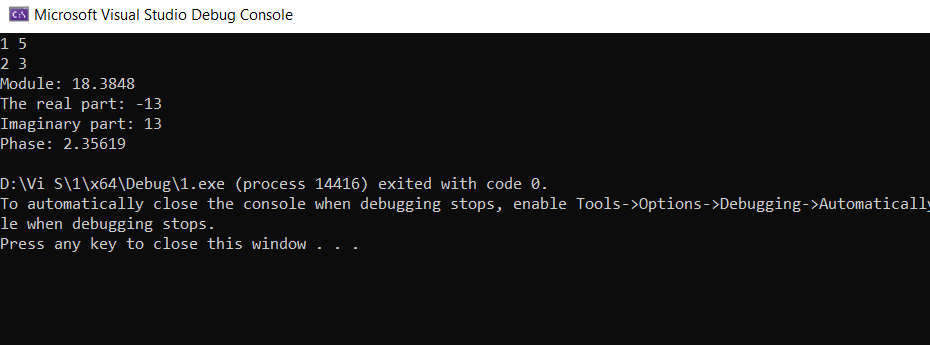 Microsoft Visual Studio Debug Console
1 5
2 3
Module: 18.3848
The real part: -13
Imaginary part: 13
Phase: 2.35619
D:\Vi S\1\x64\Debug\1.exe (process 14416) exited with code 0.
To automatically close the console when debugging stops, enable Tools->Options->Debugging->Automatically
le when debugging stops.
Press any key to close this window . . .